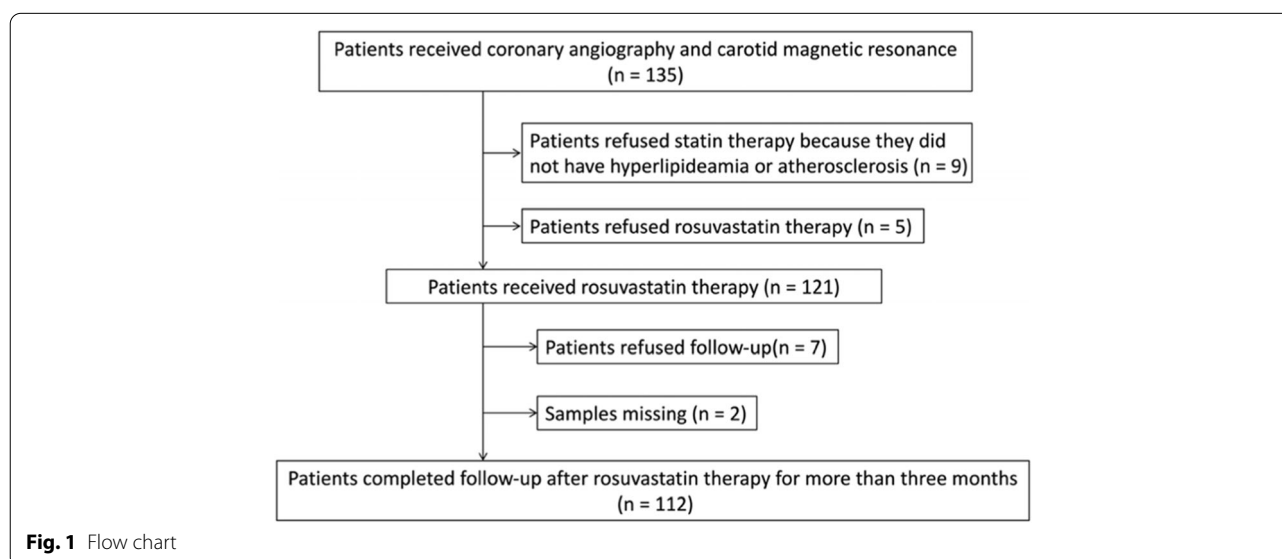 Patients received coronary angiography and carotid magnetic resonance
(n = 135)
Patients refused statin therapy because they did
not have hyperlipideamia or atherosclerosis (n = 9)
Patients refused rosuvastatin therapy (n = 5)
Patients received rosuvastatin therapy (n = 121)
Patients refused follow-up(n = 7)
Samples missing (n = 2)
Patients completed follow-up after rosuvastatin therapy for more than three months
(n = 112)
Fig. 1 Flow chart